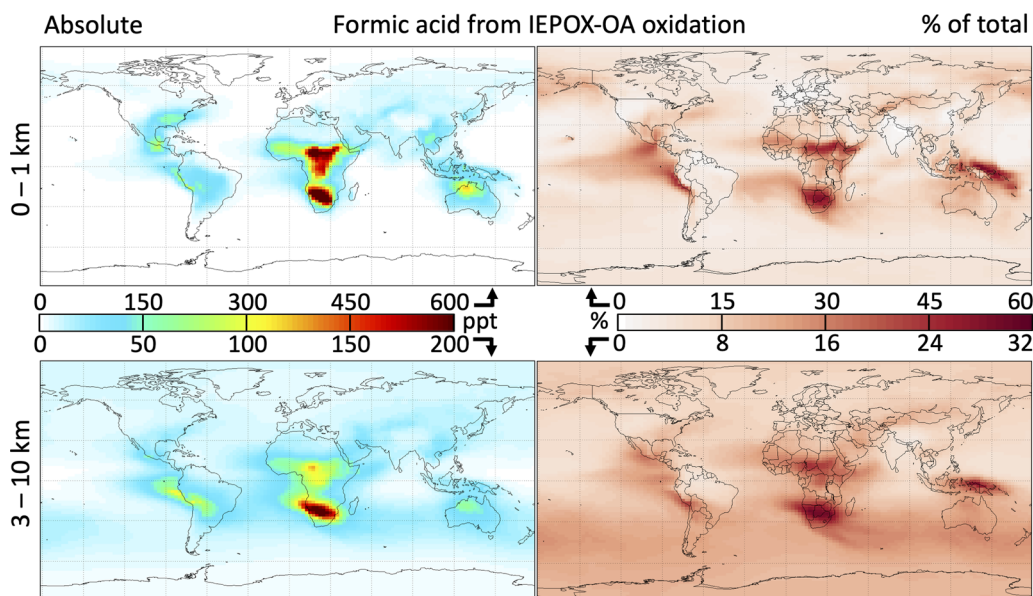 Absolute Formic acid from IEPOX-OA oxidation % of total
0 – 1 km
0 150 300 450 600 0 15 30 45 60
ppt %
0 50 100 150 200 0 8 16 24 32
3 – 10 km